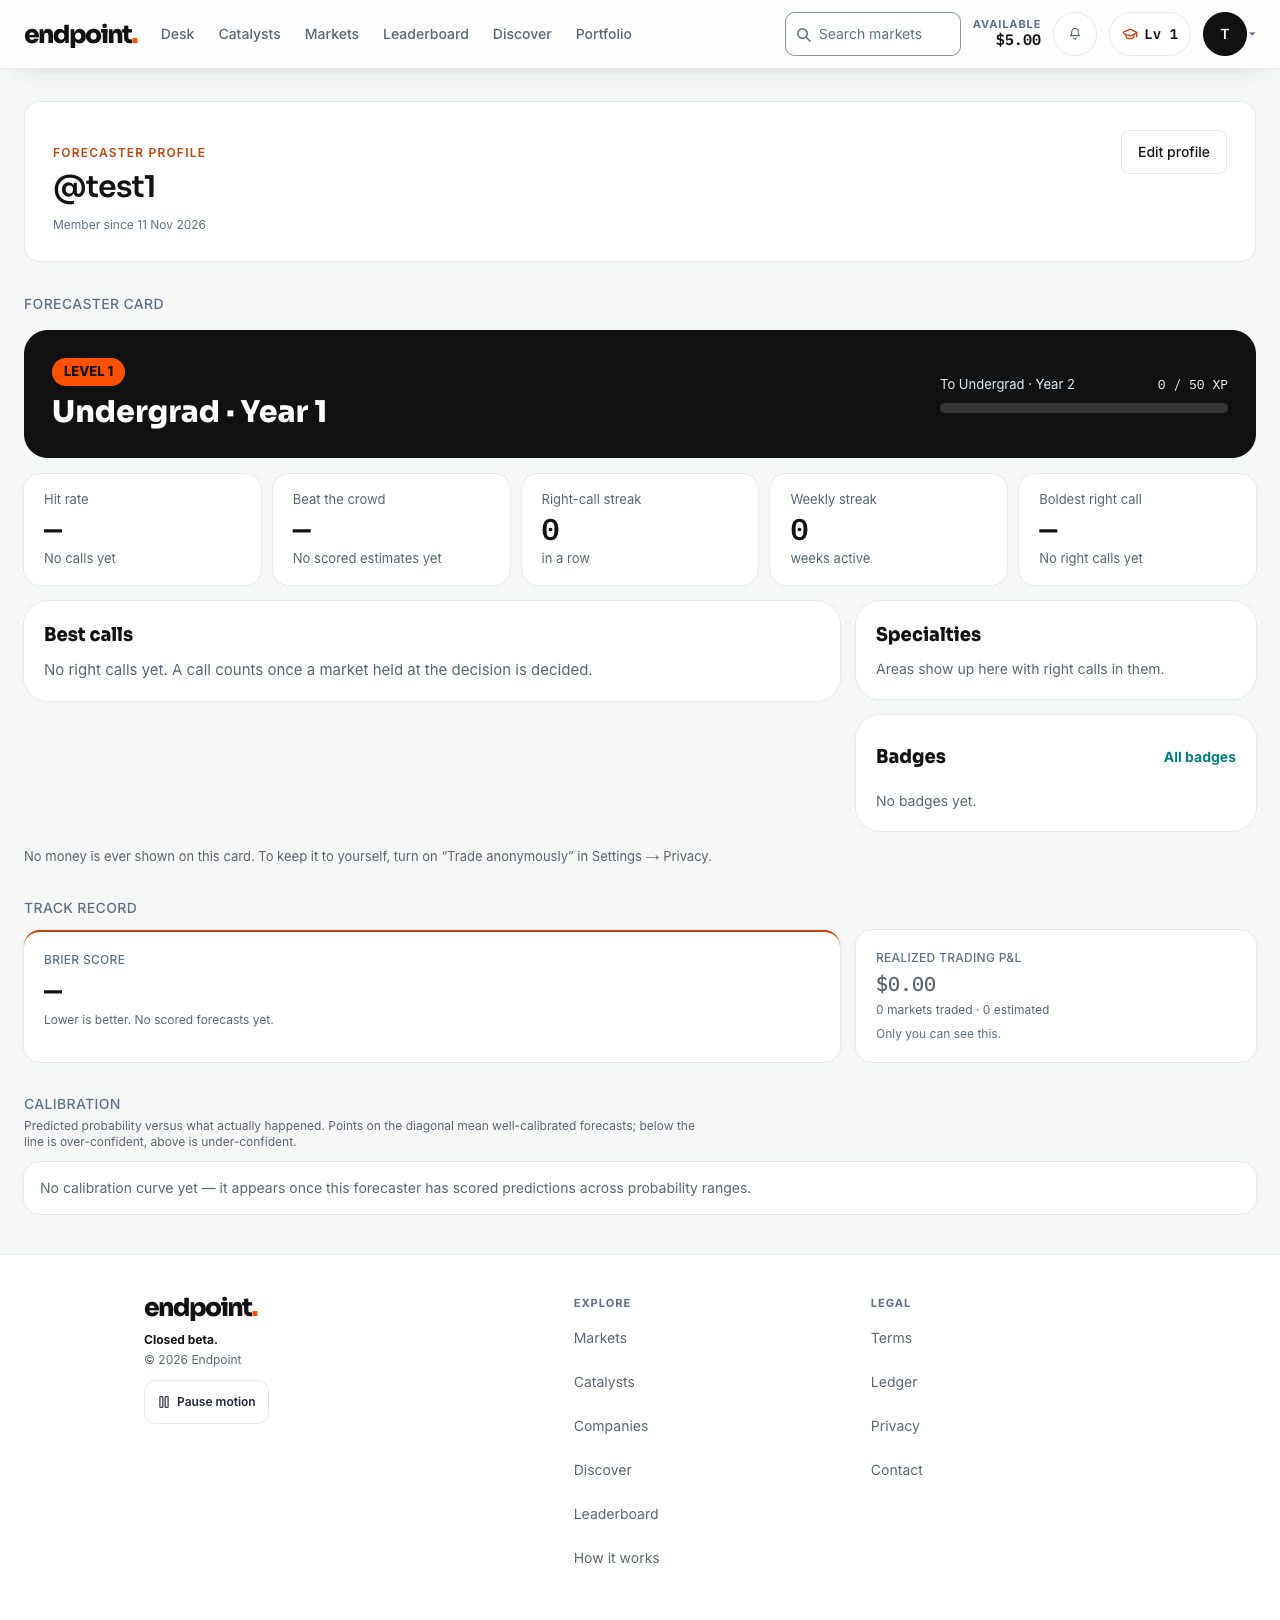 endpoint.
Desk
Catalysts
Markets
Leaderboard
Discover
Portfolio
Search markets
AVAILABLE
$5.00
Lv 1
T
FORECASTER PROFILE
@test1
Member since 11 Nov 2026
Edit profile
FORECASTER CARD
LEVEL 1
Undergrad · Year 1
To Undergrad · Year 2
0 / 50 XP
Hit rate
—
No calls yet
Beat the crowd
—
No scored estimates yet
Right-call streak
0
in a row
Weekly streak
0
weeks active
Boldest right call
—
No right calls yet
Best calls
No right calls yet. A call counts once a market held at the decision is decided.
Specialties
Areas show up here with right calls in them.
Badges
All badges
No badges yet.
No money is ever shown on this card. To keep it to yourself, turn on “Trade anonymously” in Settings → Privacy.
TRACK RECORD
BRIER SCORE
—
Lower is better. No scored forecasts yet.
REALIZED TRADING P&L
$0.00
0 markets traded · 0 estimated
Only you can see this.
CALIBRATION
Predicted probability versus what actually happened. Points on the diagonal mean well-calibrated forecasts; below the
line is over-confident, above is under-confident.
No calibration curve yet — it appears once this forecaster has scored predictions across probability ranges.
endpoint.
Closed beta.
© 2026 Endpoint
Pause motion
EXPLORE
Markets
Catalysts
Companies
Discover
Leaderboard
How it works
LEGAL
Terms
Ledger
Privacy
Contact